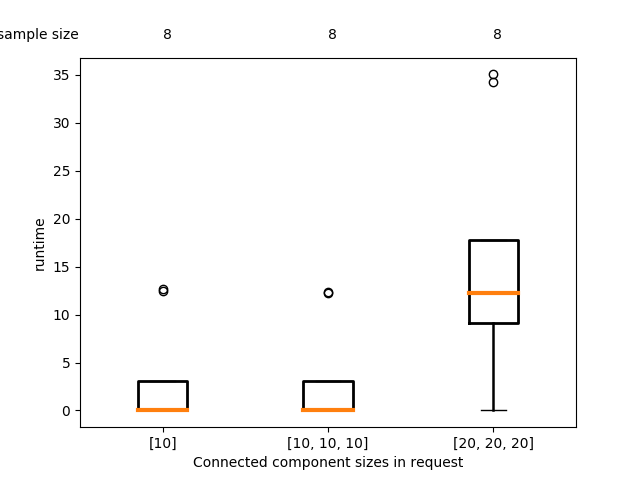 sample size 8 8 8
35
30
25
20
15
10
5
0
runtime
[10] [10, 10, 10] [20, 20, 20]
Connected component sizes in request